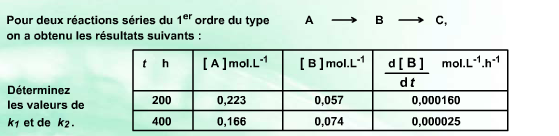 Pour deux réactions séries du 1er ordre du type A → B → C,
on a obtenu les résultats suivants :
t h [ A ] mol.L-1 [ B ] mol.L-1 d [ B ] mol.L-1.h-1
d t
Déterminez
les valeurs de
k1 et de k2 .
200 0,223 0,057 0,000160
400 0,166 0,074 0,000025